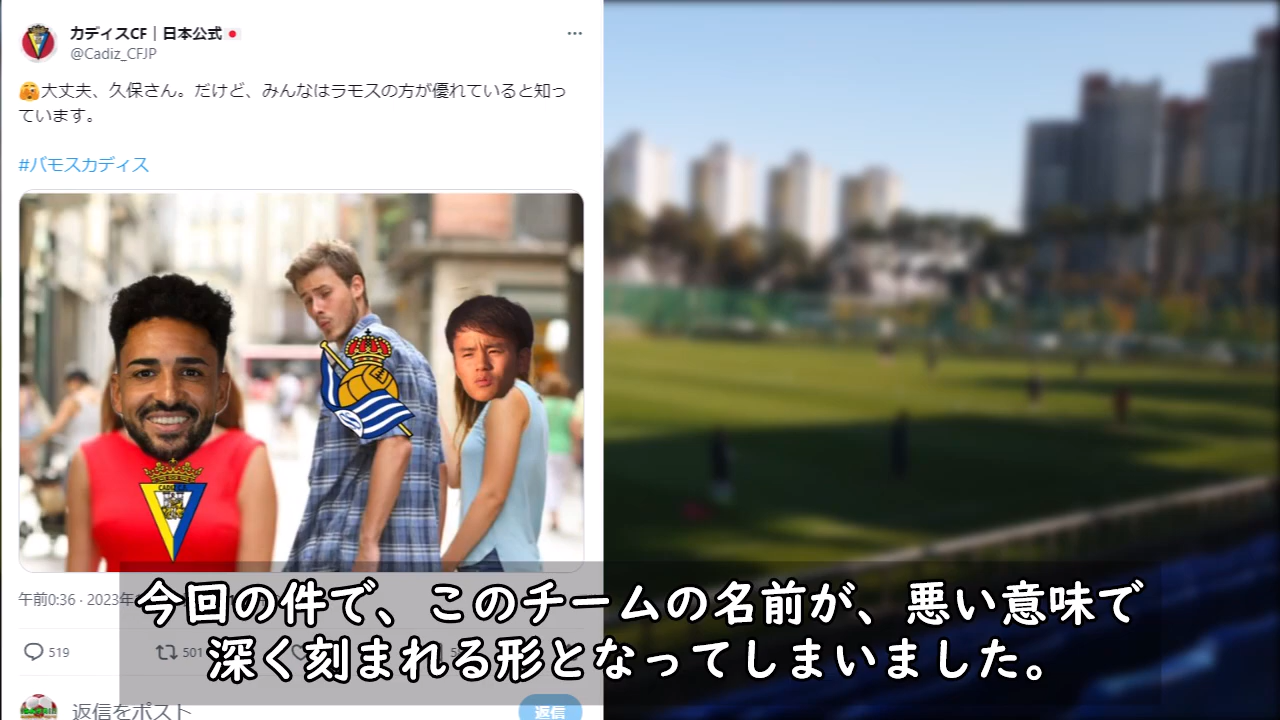 カディスCF｜日本公式
@Cadiz_CFJP
大丈夫、久保さん。だけど、みんなはラモスの方が優れていると知っ
ています。
#バモスカディス
午前0:36 · 2023年
今回の件で、このチームの名前が、悪い意味で
深く刻まれる形となってしまいました。
519
501
返信をポスト
返信